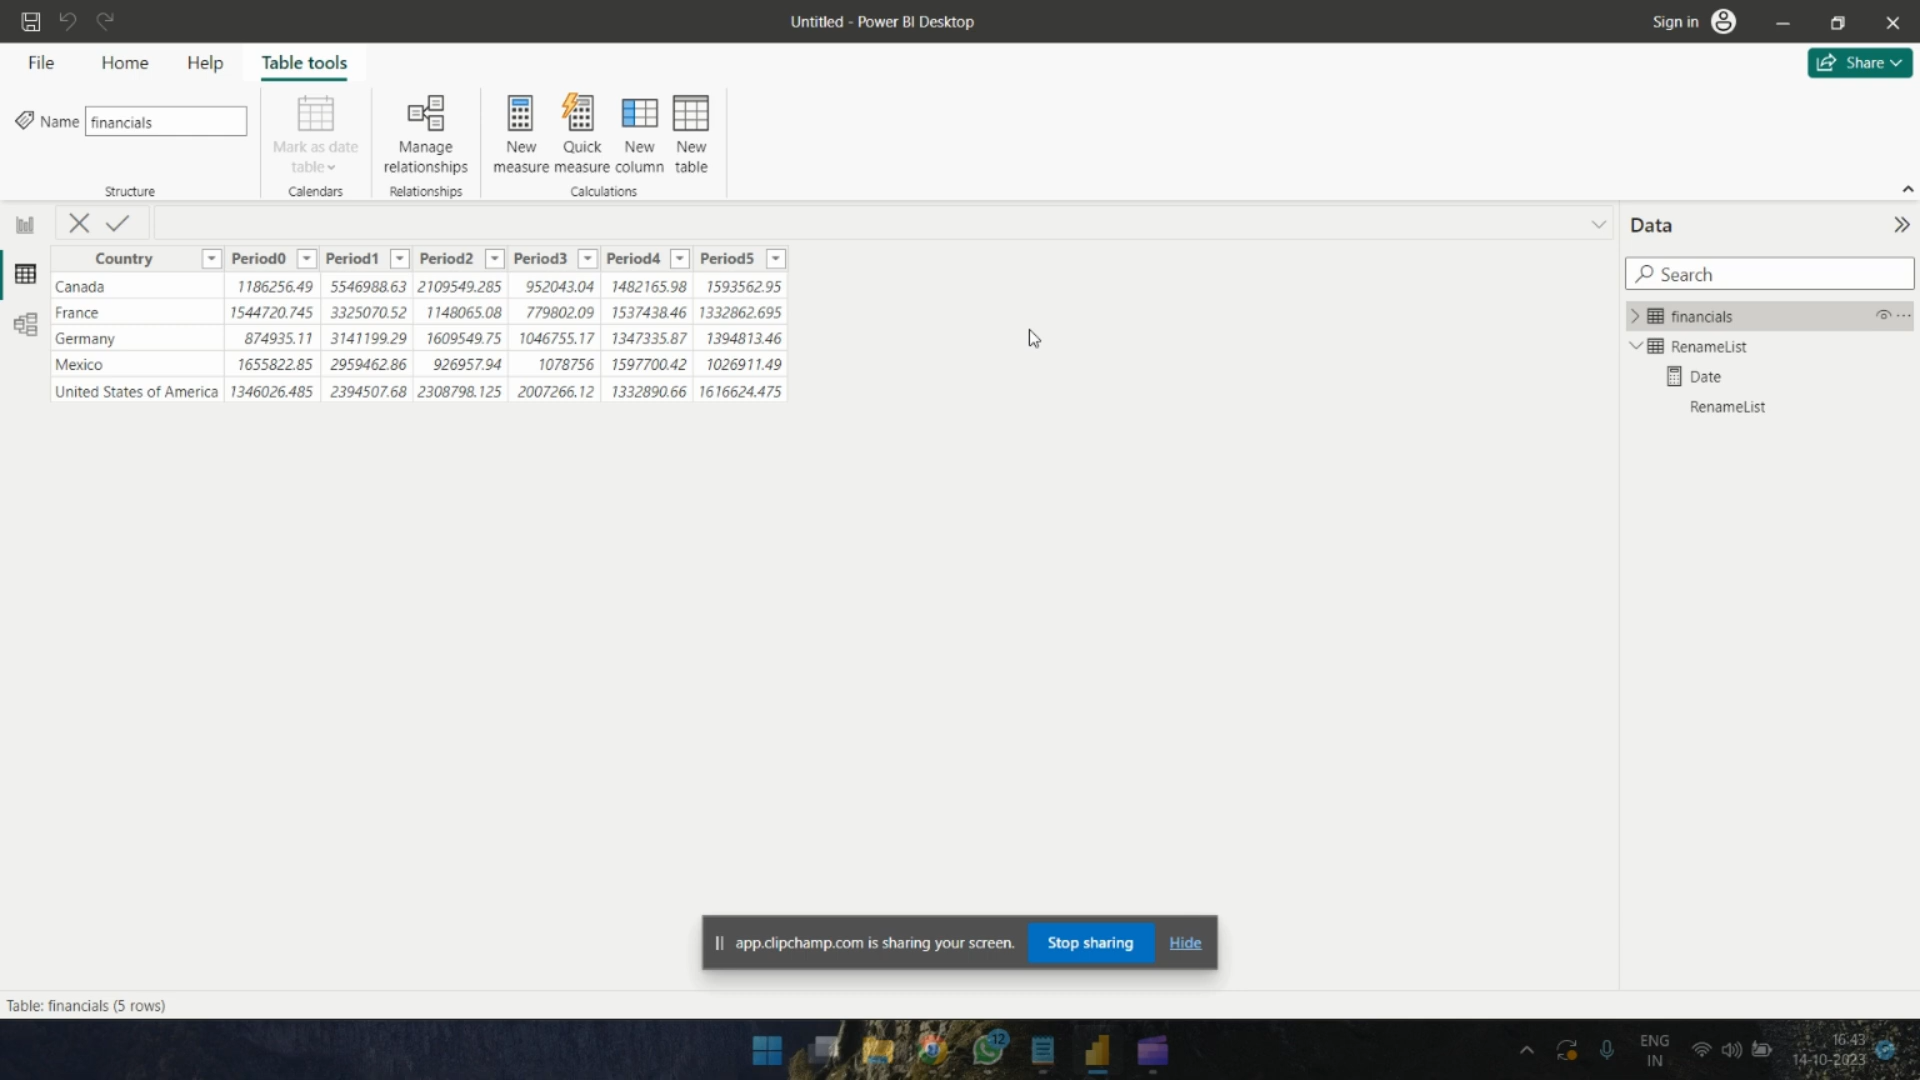 Untitled - Power BI Desktop
Sign in
File Home Help Table tools
Share
Name financials
Mark as date table
Manage relationships
New measure
Quick measure
New column
New table
Structure
Calendars
Relationships
Calculations
Data
Search
financials
RenameList
Date
RenameList
Country Period0 Period1 Period2 Period3 Period4 Period5
Canada 1186256.49 5546988.63 2109549.285 952043.04 1482165.98 1593562.95
France 1544720.745 3325070.52 1148065.08 779802.09 1537438.46 1332862.695
Germany 874935.11 3141199.29 1609549.75 1046755.17 1347335.87 1394813.46
Mexico 1655822.85 2959462.86 926957.94 1078756 1597700.42 1026911.49
United States of America 1346026.485 2394507.68 2308798.125 2007266.12 1332890.66 1616624.475
app.clipchamp.com is sharing your screen. Stop sharing Hide
Table: financials (5 rows)
12
ENG
IN
16:43
14-10-2023